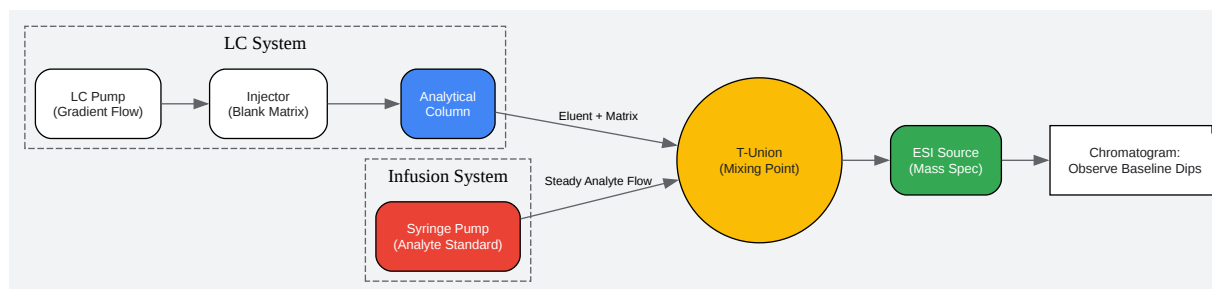 LC System
LC Pump
(Gradient Flow)
Injector
(Blank Matrix)
Analytical
Column
Eluent + Matrix
Infusion System
Syringe Pump
(Analyte Standard)
Steady Analyte Flow
T-Union
(Mixing Point)
ESI Source
(Mass Spec)
Chromatogram:
Observe Baseline Dips